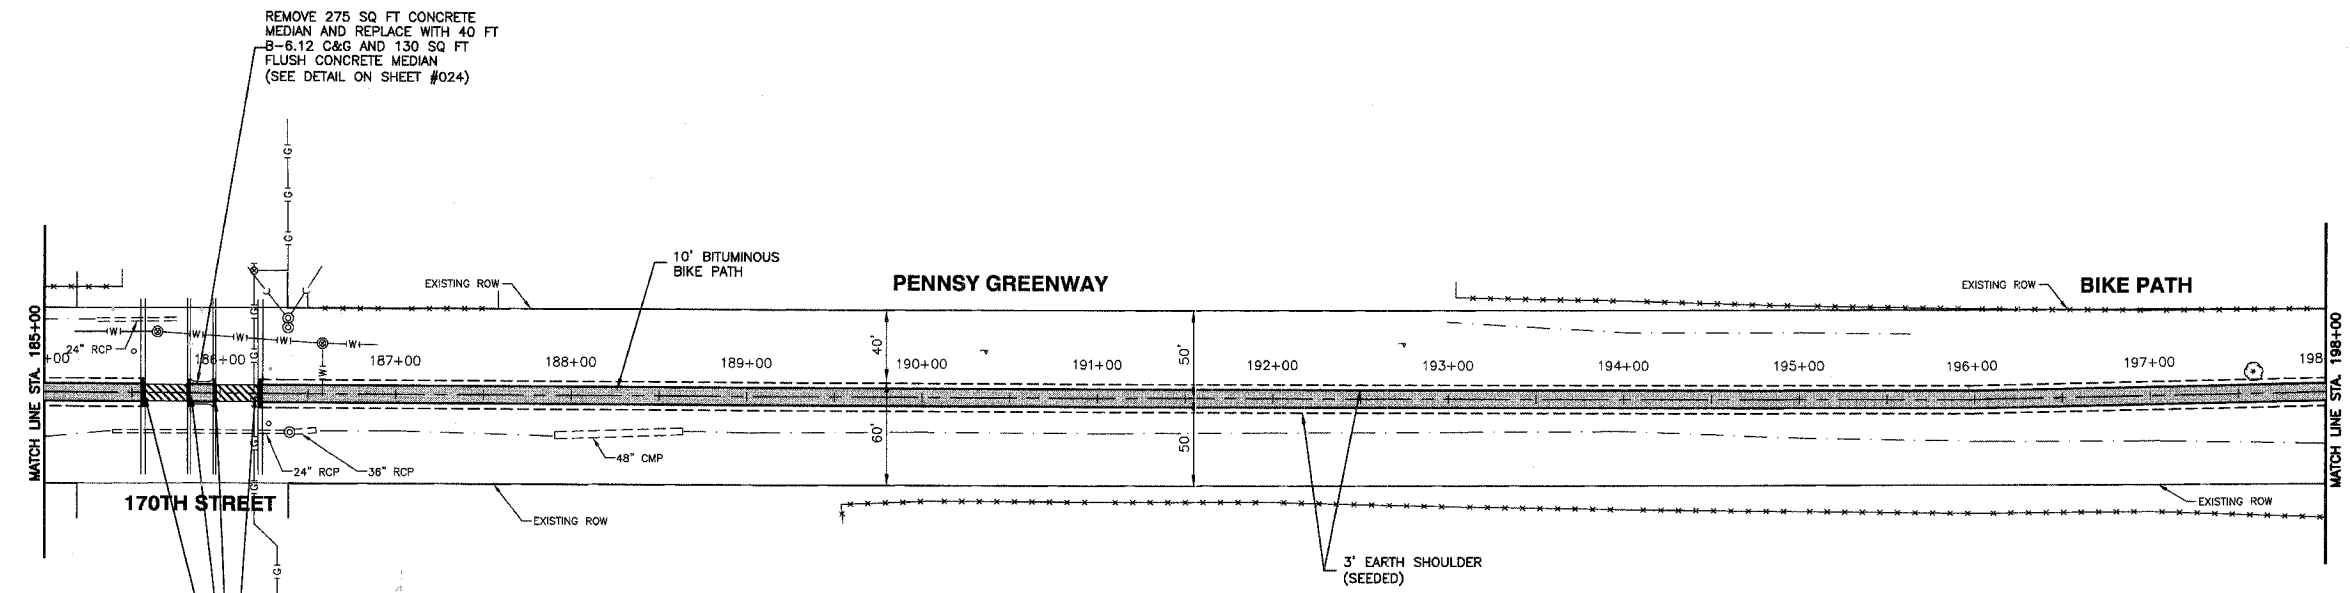 REMOVE 275 SQ FT CONCRETE
MEDIAN AND REPLACE WITH 40 FT
B-6.12 C&G AND 130 SQ FT
FLUSH CONCRETE MEDIAN
(SEE DETAIL ON SHEET #024)
10' BITUMINOUS
BIKE PATH
EXISTING ROW
PENNSY GREENWAY
EXISTING ROW
BIKE PATH
MATCH LINE STA. 185+00
24" RCP
+00
186+00
187+00
188+00
189+00
40'
190+00
191+00
50'
192+00
193+00
194+00
195+00
196+00
197+00
198
MATCH LINE STA. 198+00
G
G
G
G
W
W
W
W
W
W
G
G
G
G
G
24" RCP
36" RCP
48" CMP
60'
50'
170TH STREET
EXISTING ROW
EXISTING ROW
3' EARTH SHOULDER
(SEEDED)